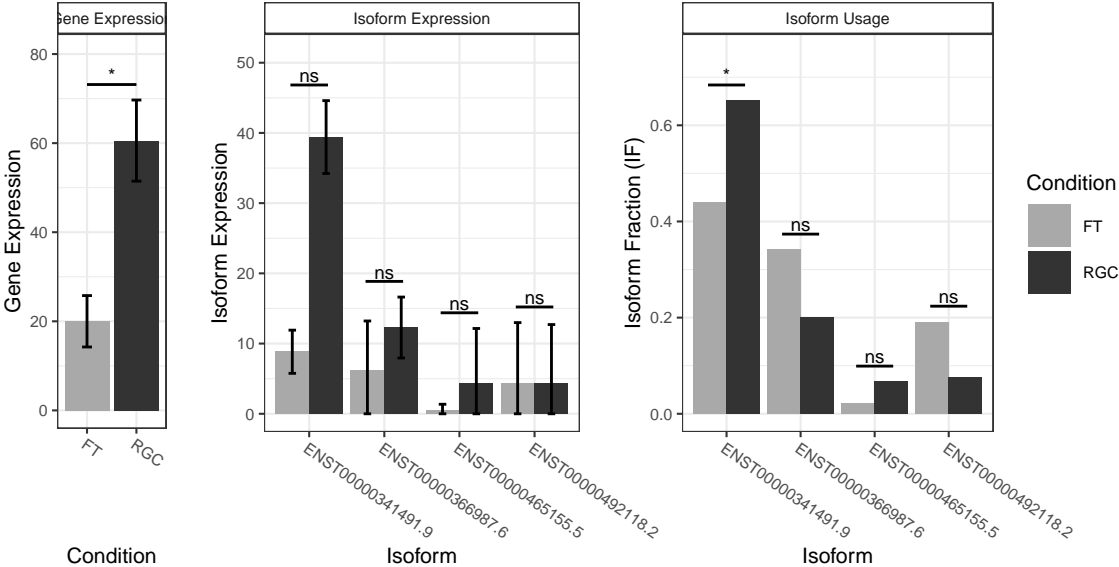 Gene Expression
Gene Expression
80
60
40
20
0
*
FT
RGC
Condition
Isoform Expression
Isoform Expression
50
40
30
20
10
0
ns
ns
ns
ns
ENST00000341491.9
ENST00000366987.6
ENST00000465155.5
ENST00000492118.2
Isoform
Isoform Usage
Isoform Fraction (IF)
0.6
0.4
0.2
0.0
*
ns
ns
ns
ENST00000341491.9
ENST00000366987.6
ENST00000465155.5
ENST00000492118.2
Isoform
Condition
FT
RGC